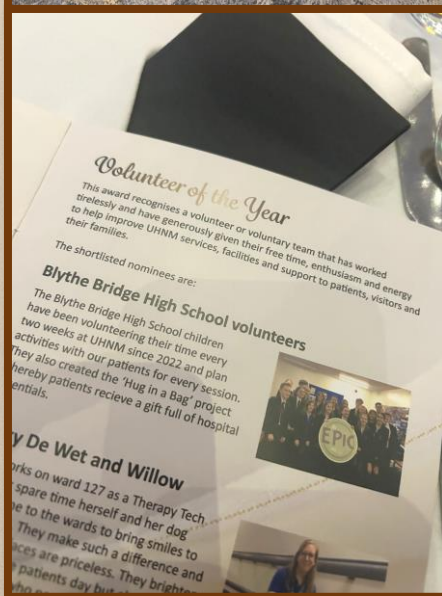 Volunteer of the Year
This award recognises a volunteer or voluntary team that has worked
tirelessly and have generously given their free time, enthusiasm and energy
to help improve UHNM services, facilities and support to patients, visitors and
their families.
The shortlisted nominees are:
Blythe Bridge High School volunteers
The Blythe Bridge High School children
have been volunteering their time every
two weeks at UHNM since 2022 and plan
activities with our patients for every session.
They also created the 'Hug in a Bag' project
hereby patients recieve a gift full of hospital
entials.
EPIC
ry De Wet and Willow
orks on ward 127 as a Therapy Tech
spare time herself and her dog
e to the wards to bring smiles to
They make such a difference and
aces are priceless. They brighte
patients day but